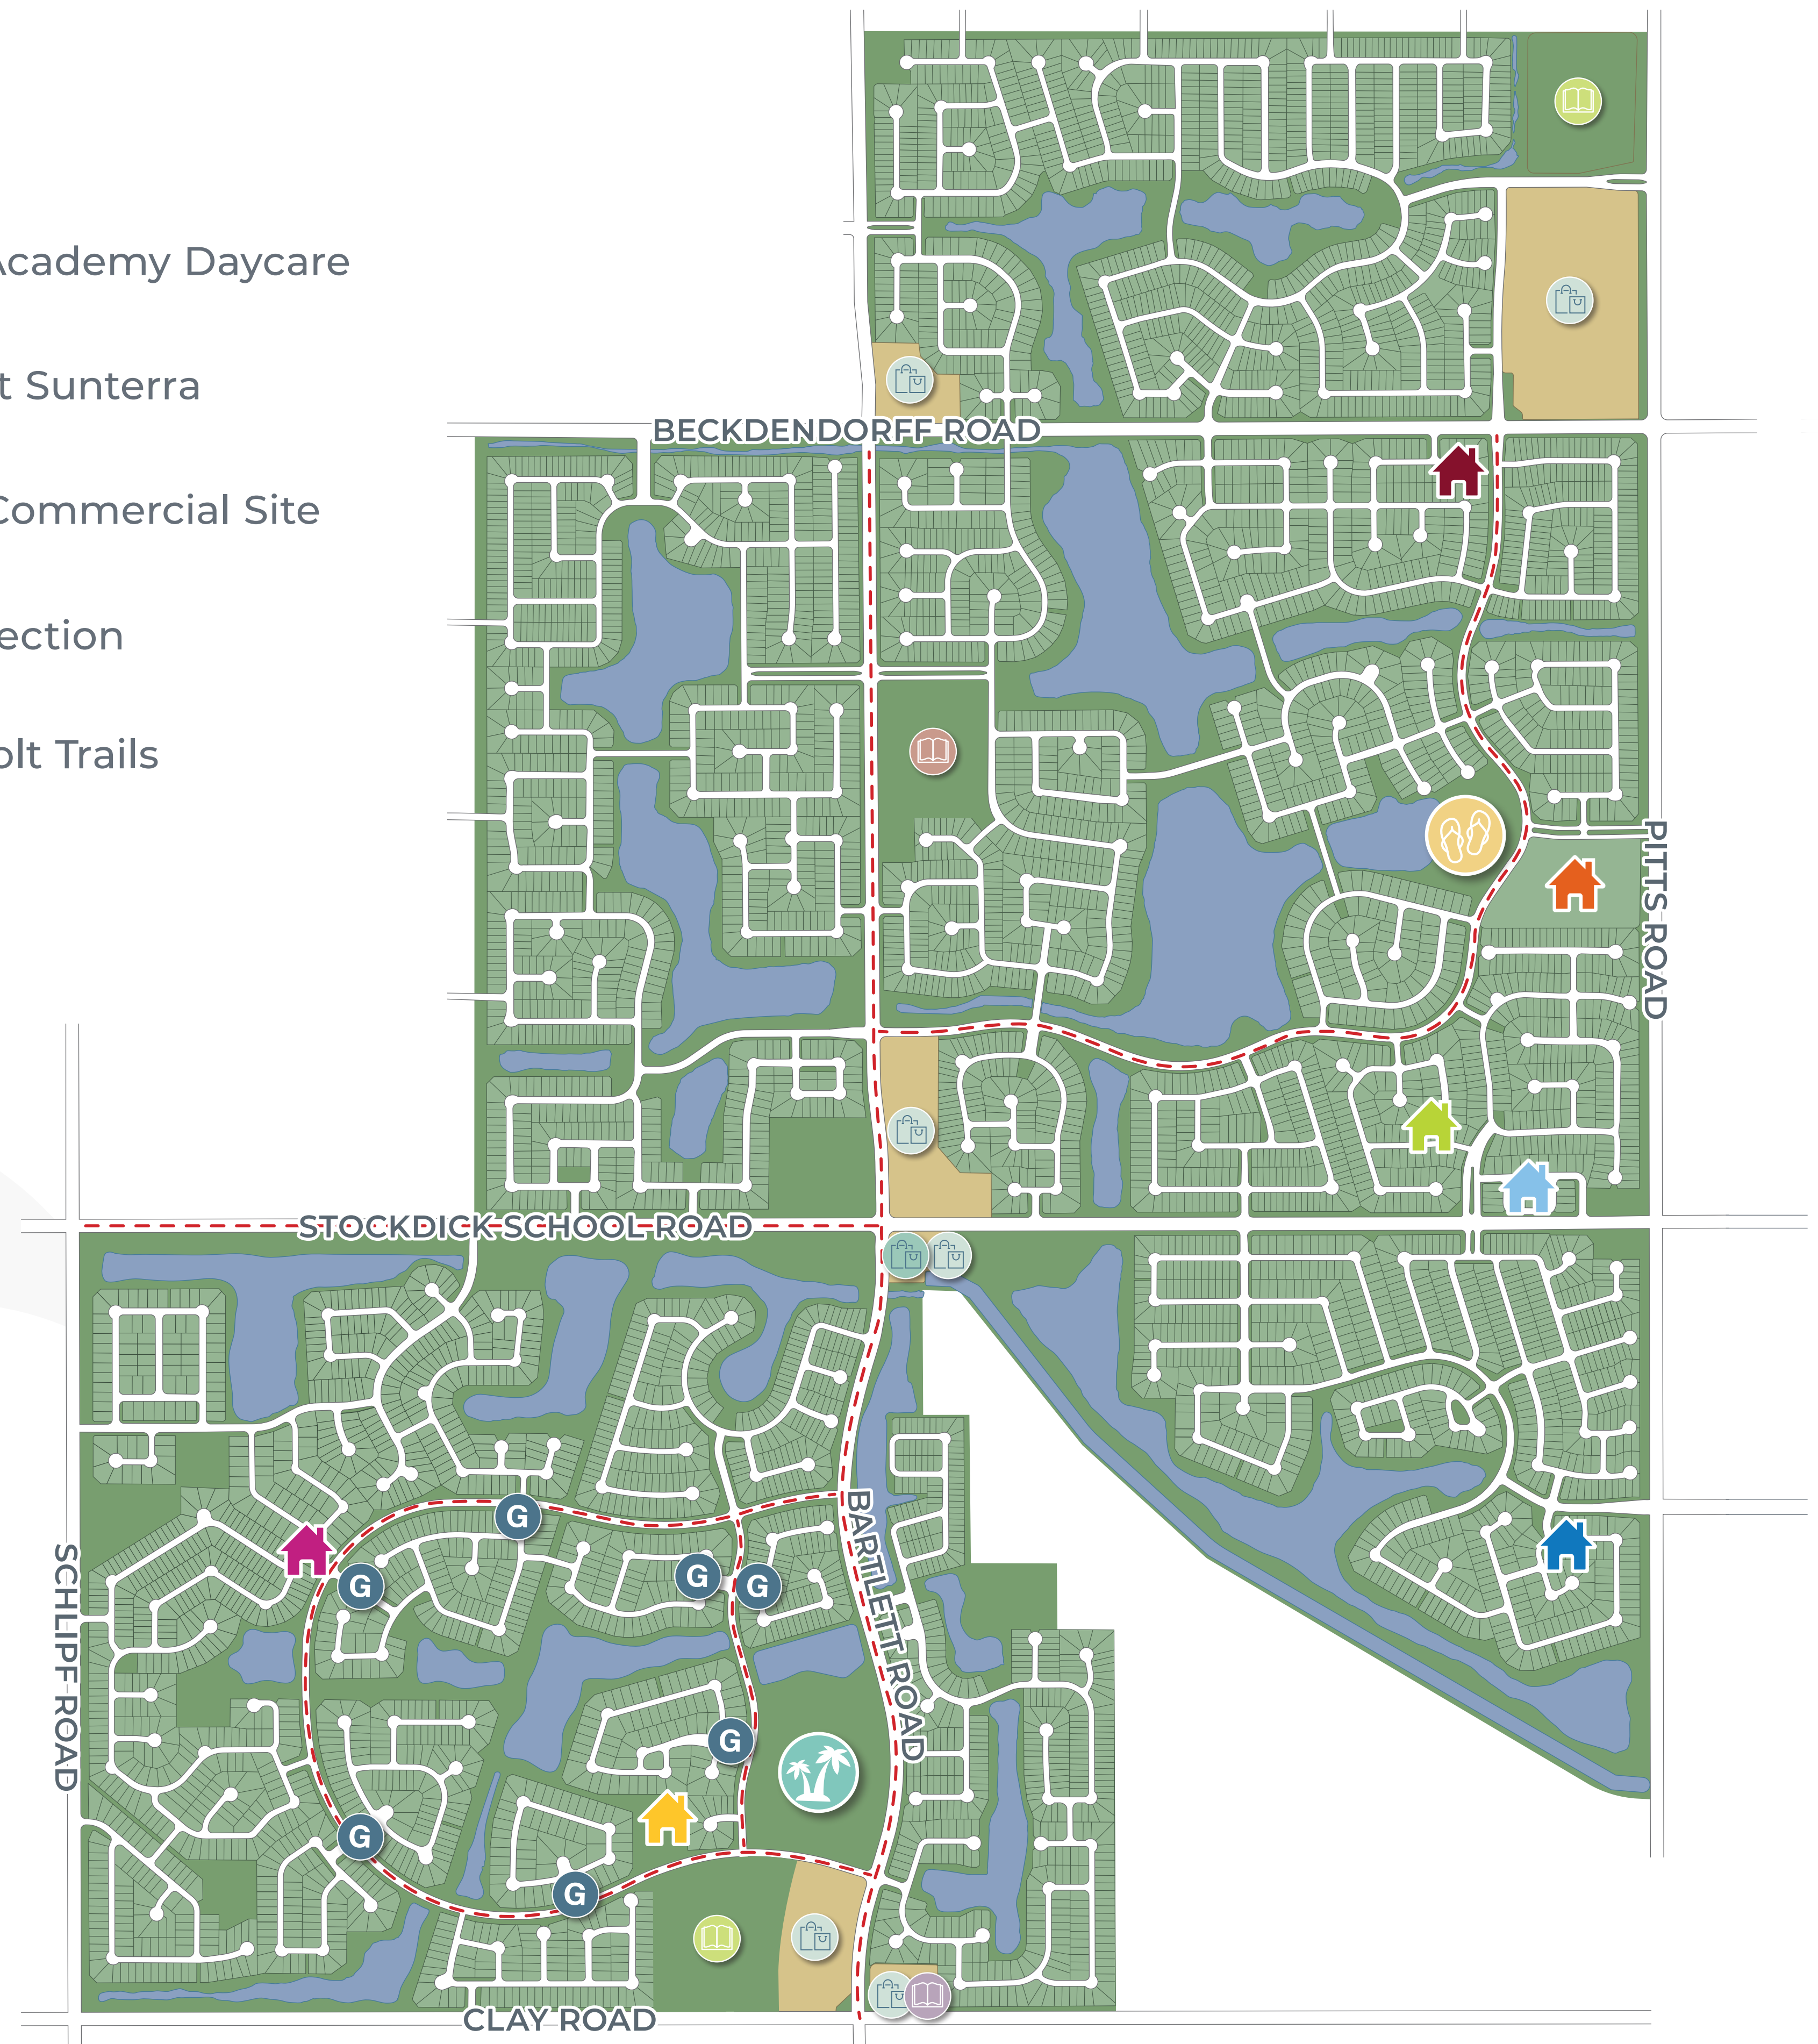 Academy Daycare
t Sunterra
Commercial Site
ection
olt Trails
BECKDENDORFF ROAD
PITTS ROAD
STOCKDICK SCHOOL ROAD
BARTLETT ROAD
G
G
G
G
SCHLIPF ROAD
G
G
G
CLAY ROAD